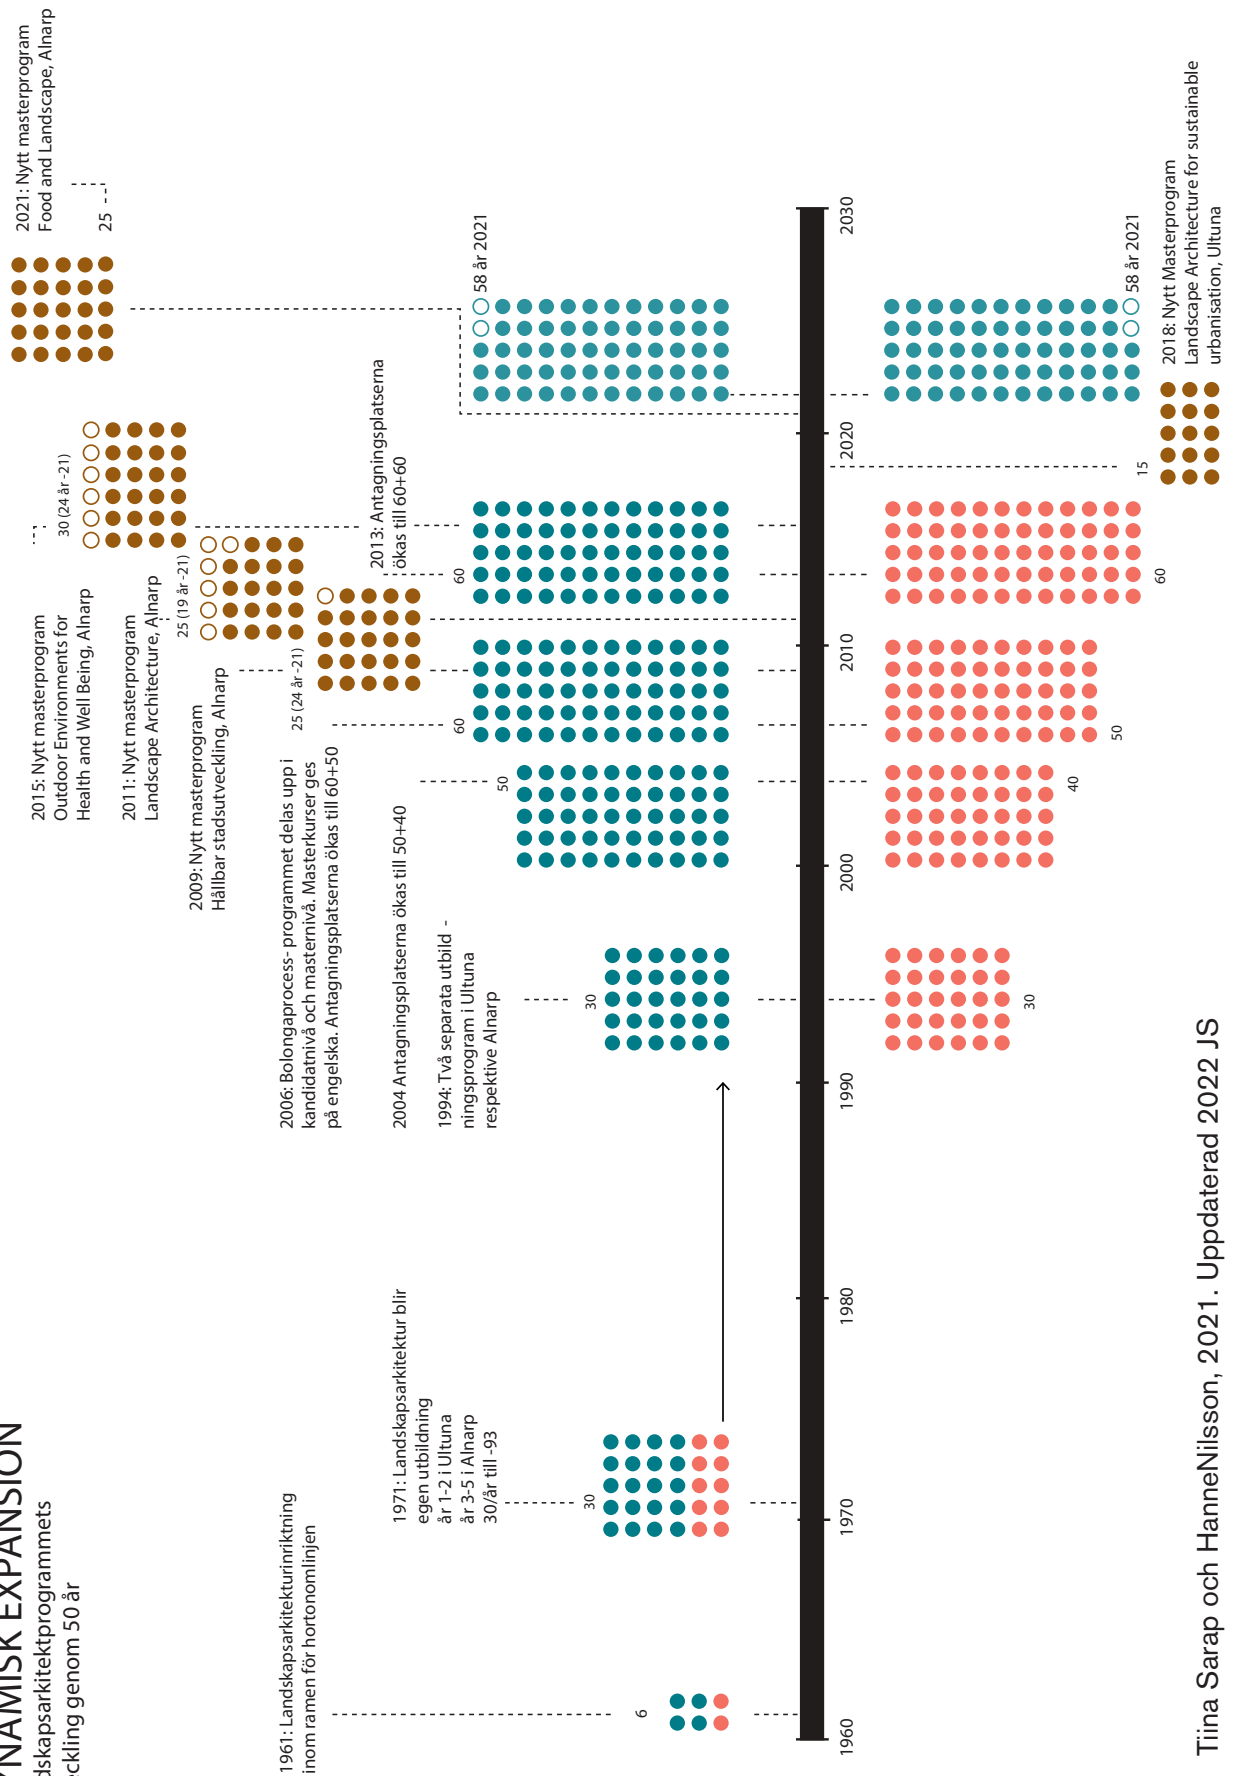 YNAMISK EXPANSION
dskapsarkitektprogrammets
eckling genom 50 år
1961: Landskapsarkitekturinriktning
inom ramen för hortonomlinjen
6
1971: Landskapsarkitektur blir
egen utbildning
år 1-2 i Ultuna
år 3-5 i Alnarp
30/år till -93
30
1994: Två separata utbild -
ningsprogram i Ultuna
respektive Alnarp
30
30
2004 Antagningsplatserna ökas till 50+40
50
40
2006: Bolongaprocess- programmet delas upp i
kandidatnivå och masternivå. Masterkurser ges
på engelska. Antagningsplatserna ökas till 60+50
60
50
2009: Nytt masterprogram
Hållbar stadsutveckling, Alnarp
25 (24 år -21)
2011: Nytt masterprogram
Landscape Architecture, Alnarp
25 (19 år -21)
2013: Antagningsplatserna
ökas till 60+60
60
60
2015: Nytt masterprogram
Outdoor Environments for
Health and Well Being, Alnarp
30 (24 år -21)
2021: Nytt masterprogram
Food and Landscape, Alnarp
25
58 år 2021
58 år 2021
2018: Nytt Masterprogram
Landscape Architecture for sustainable
urbanisation, Ultuna
15
1960
1970
1980
1990
2000
2010
2020
2030
Tiina Sarap och HanneNilsson, 2021. Uppdaterad 2022 JS